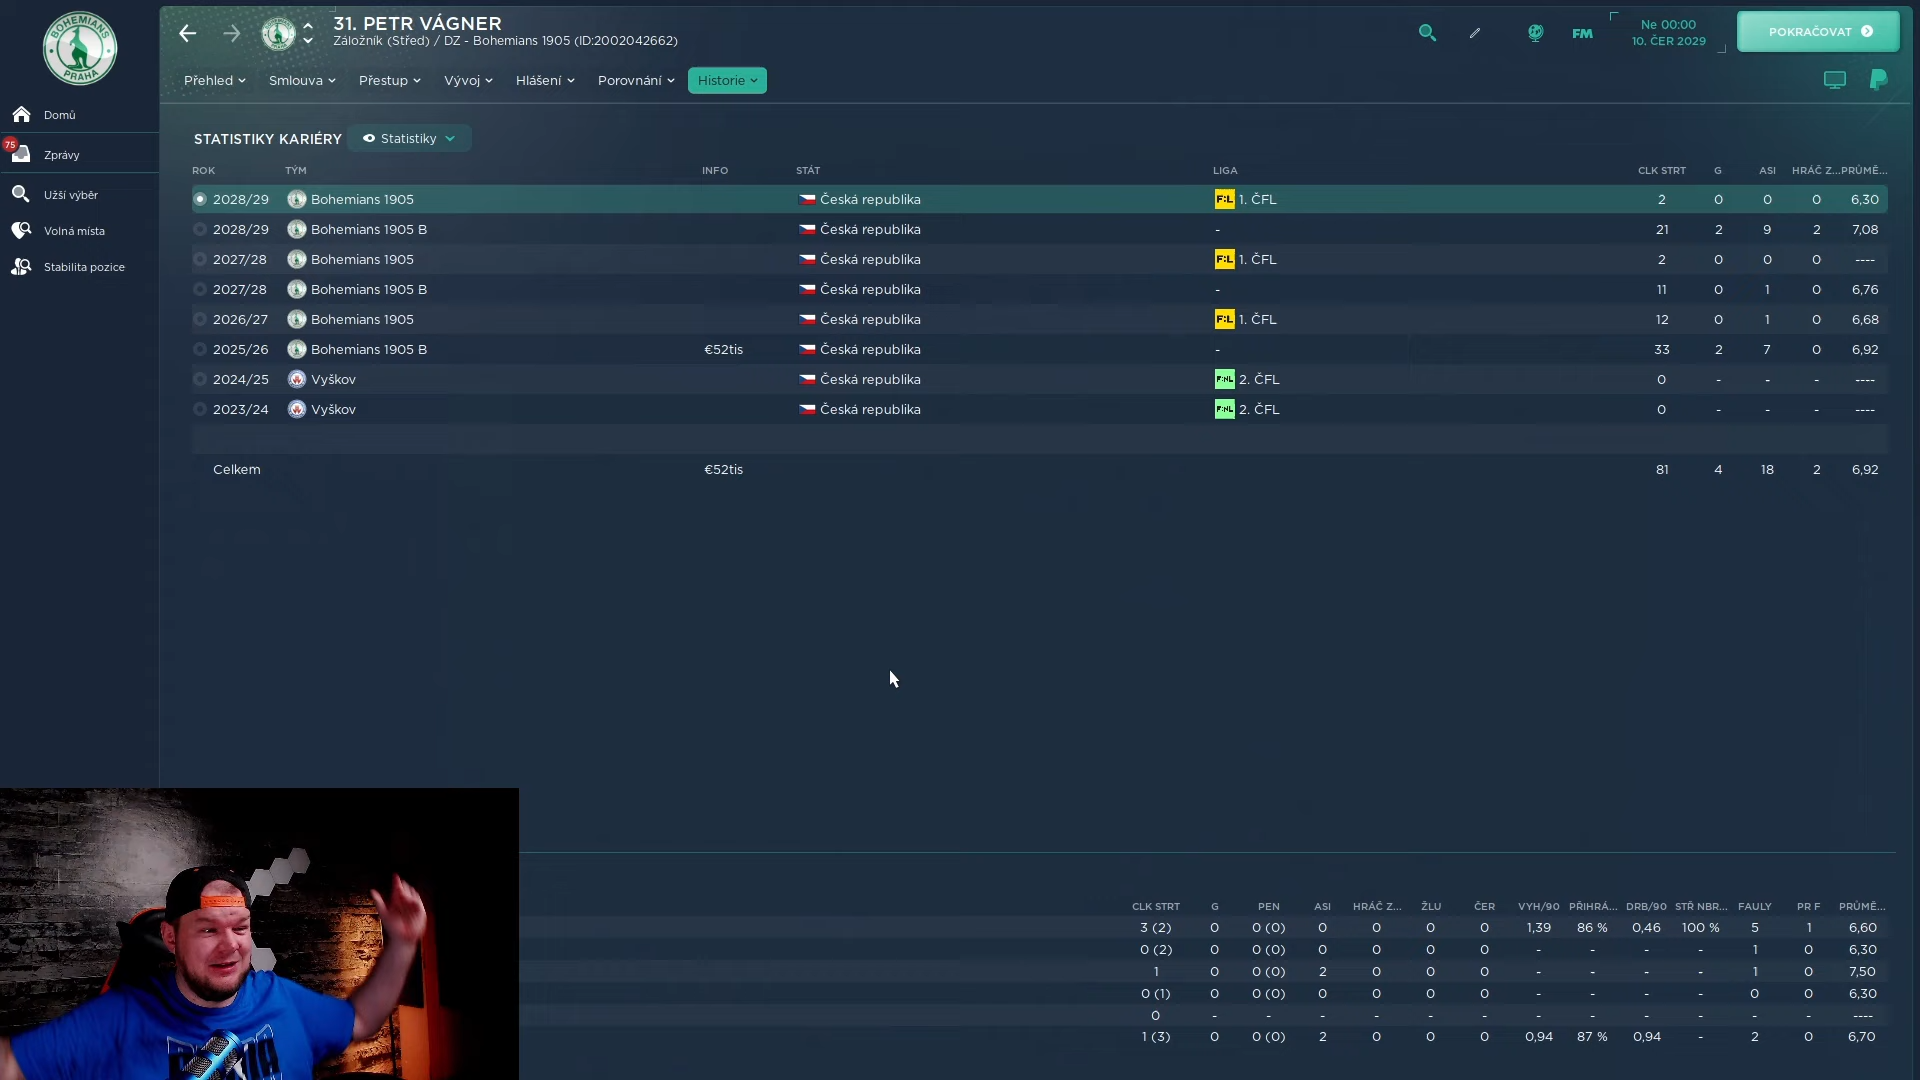 BOHEMIANS
PRAHA
31. PETR VÁGNER
Záložník (Střed) / DZ - Bohemians 1905 (ID:2002042662)
FM
Ne 00:00
10. ČER 2029
POKRAČOVAT
Přehled
Smlouva
Přestup
Vývoj
Hlášení
Porovnání
Historie
Domů
75
Zprávy
Užší výběr
Volná místa
Stabilita pozice
STATISTIKY KARIÉRY
Statistiky
ROK TÝM INFO STÁT LIGA CLK STRT G ASI HRÁČ Z... PRŮMĚ...
2028/29 Bohemians 1905 Česká republika F:L 1. ČFL 2 0 0 0 6,30
2028/29 Bohemians 1905 B Česká republika - 21 2 9 2 7,08
2027/28 Bohemians 1905 Česká republika F:L 1. ČFL 2 0 0 0 ----
2027/28 Bohemians 1905 B Česká republika - 11 0 1 0 6,76
2026/27 Bohemians 1905 Česká republika F:L 1. ČFL 12 0 1 0 6,68
2025/26 Bohemians 1905 B €52tis Česká republika - 33 2 7 0 6,92
2024/25 Vyškov Česká republika F:NL 2. ČFL 0 - - - ----
2023/24 Vyškov Česká republika F:NL 2. ČFL 0 - - - ----
Celkem €52tis 81 4 18 2 6,92
CLK STRT G PEN ASI HRÁČ Z... ŽLU ČER VYH/90 PŘIHRÁ... DRB/90 STŘ NBR... FAULY PR F PRŮMĚ...
3 (2) 0 0 (0) 0 0 0 0 1,39 86 % 0,46 100 % 5 1 6,60
0 (2) 0 0 (0) 0 0 0 0 - - - - 1 0 6,30
1 0 0 (0) 2 0 0 0 - - - - 1 0 7,50
0 (1) 0 0 (0) 0 0 0 0 - - - - 0 0 6,30
0 - - - - - - - - - - - - ----
1 (3) 0 0 (0) 2 0 0 0 0,94 87 % 0,94 - 2 0 6,70